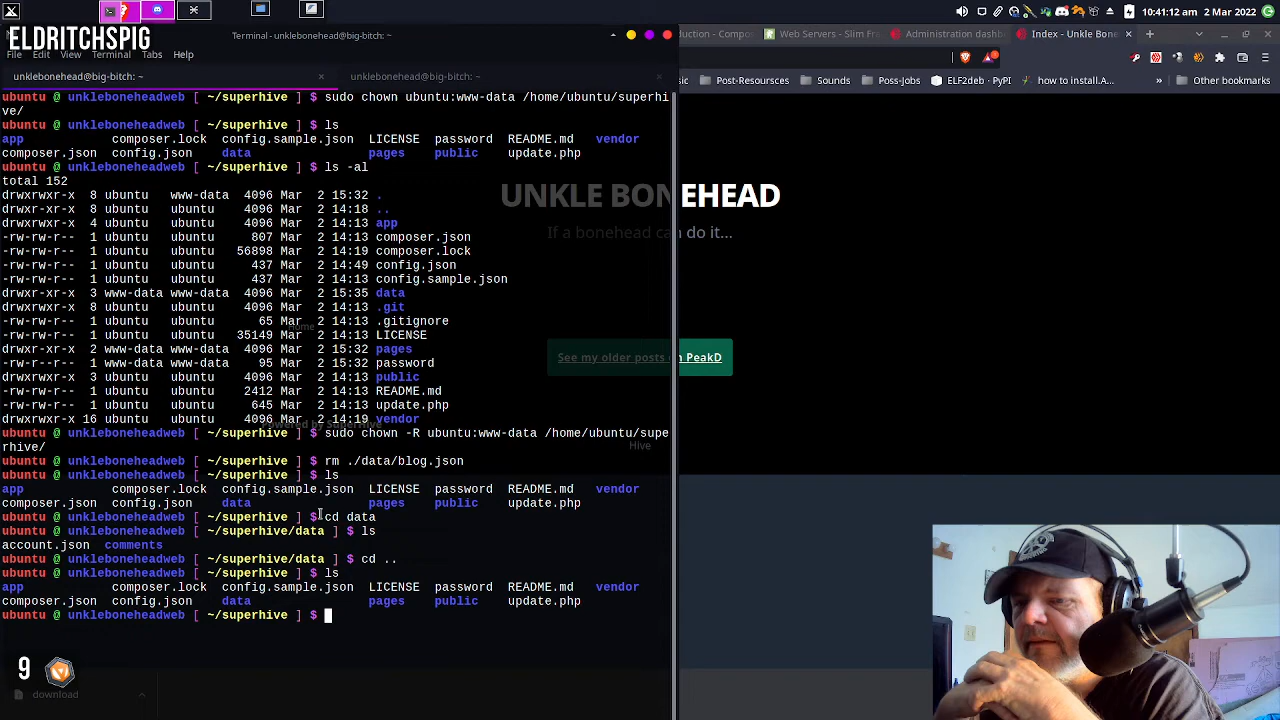 10:41:12 2 Mar 2022
ELDRITCHSPIG
Terminal - unklebonehead@big-bitch: ~
File Edit View Terminal Tabs Help
unklebonehead@big-bitch: ~ × unklebonehead@big-bitch: ~ ×
duction - Comp Web Servers - Slim Fra Administration dashb Index - Unkle Bone ×
sic Post-Resoursces Sounds Poss-Jobs ELF2deb · PyPI how to install.A... » Other bookmarks
ubuntu @ unkleboneheadweb [ ~/superhive ] $ sudo chown ubuntu:www-data /home/ubuntu/superhi
ve/
ubuntu @ unkleboneheadweb [ ~/superhive ] $ ls
app composer.lock config.sample.json LICENSE password README.md vendor
composer.json config.json data pages public update.php
ubuntu @ unkleboneheadweb [ ~/superhive ] $ ls -al
total 152
drwxrwxr-x 8 ubuntu www-data 4096 Mar 2 15:32 .
drwxr-xr-x 8 ubuntu ubuntu 4096 Mar 2 14:18 ..
drwxrwxr-x 4 ubuntu ubuntu 4096 Mar 2 14:13 app
-rw-rw-r-- 1 ubuntu ubuntu 807 Mar 2 14:13 composer.json
-rw-rw-r-- 1 ubuntu ubuntu 56898 Mar 2 14:19 composer.lock
-rw-rw-r-- 1 ubuntu ubuntu 437 Mar 2 14:49 config.json
-rw-rw-r-- 1 ubuntu ubuntu 437 Mar 2 14:13 config.sample.json
drwxr-xr-x 3 www-data www-data 4096 Mar 2 15:35 data
drwxrwxr-x 8 ubuntu ubuntu 4096 Mar 2 14:13 .git
-rw-rw-r-- 1 ubuntu ubuntu 65 Mar 2 14:13 .gitignore
-rw-rw-r-- 1 ubuntu ubuntu 35149 Mar 2 14:13 LICENSE
drwxr-xr-x 2 www-data www-data 4096 Mar 2 15:32 pages
-rw-r--r-- 1 www-data www-data 95 Mar 2 15:32 password
drwxrwxr-x 3 ubuntu ubuntu 4096 Mar 2 14:13 public
-rw-rw-r-- 1 ubuntu ubuntu 2412 Mar 2 14:13 README.md
-rw-rw-r-- 1 ubuntu ubuntu 645 Mar 2 14:13 update.php
drwxrwxr-x 16 ubuntu ubuntu 4096 Mar 2 14:19 vendor
ubuntu @ unkleboneheadweb [ ~/superhive ] $ sudo chown -R ubuntu:www-data /home/ubuntu/supe
rhive/
ubuntu @ unkleboneheadweb [ ~/superhive ] $ rm ./data/blog.json
ubuntu @ unkleboneheadweb [ ~/superhive ] $ ls
app composer.lock config.sample.json LICENSE password README.md vendor
composer.json config.json data pages public update.php
ubuntu @ unkleboneheadweb [ ~/superhive ] $ cd data
ubuntu @ unkleboneheadweb [ ~/superhive/data ] $ ls
account.json comments
ubuntu @ unkleboneheadweb [ ~/superhive/data ] $ cd ..
ubuntu @ unkleboneheadweb [ ~/superhive ] $ ls
app composer.lock config.sample.json LICENSE password README.md vendor
composer.json config.json data pages public update.php
ubuntu @ unkleboneheadweb [ ~/superhive ] $
UNKLE BONEHEAD
If a bonehead can do it...
Home
See my older posts on PeakD
Powered by SuperHive
Hive
9
download